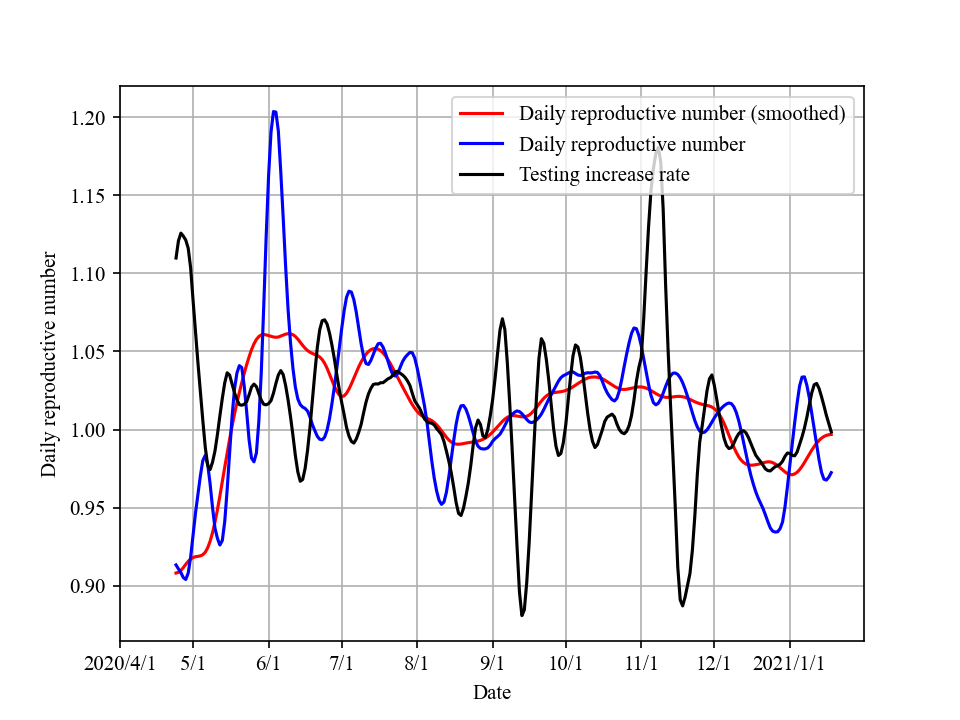 Daily reproductive number (smoothed)
Daily reproductive number
Testing increase rate
Daily reproductive number
1.20
1.15
1.10
1.05
1.00
0.95
0.90
2020/4/1 5/1 6/1 7/1 8/1 9/1 10/1 11/1 12/1 2021/1/1
Date